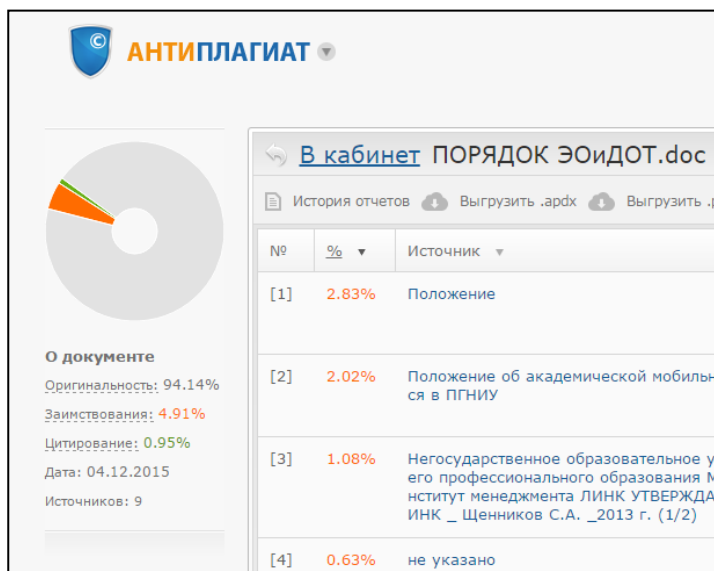 ©
АНТИПЛАГИАТ
В кабинет ПОРЯДОК ЭОиДОТ.doc
История отчетов Выгрузить .apdx Выгрузить
№ % Источник
[1] 2.83% Положение
[2] 2.02% Положение об академической мобильн
ся в ПГНИУ
[3] 1.08% Негосударственное образовательное у
его профессионального образования М
нститут менеджмента ЛИНК УТВЕРЖДА
ИНК _ Щенников С.А. _2013 г. (1/2)
[4] 0.63% не указано
О документе
Оригинальность: 94.14%
Заимствования: 4.91%
Цитирование: 0.95%
Дата: 04.12.2015
Источников: 9